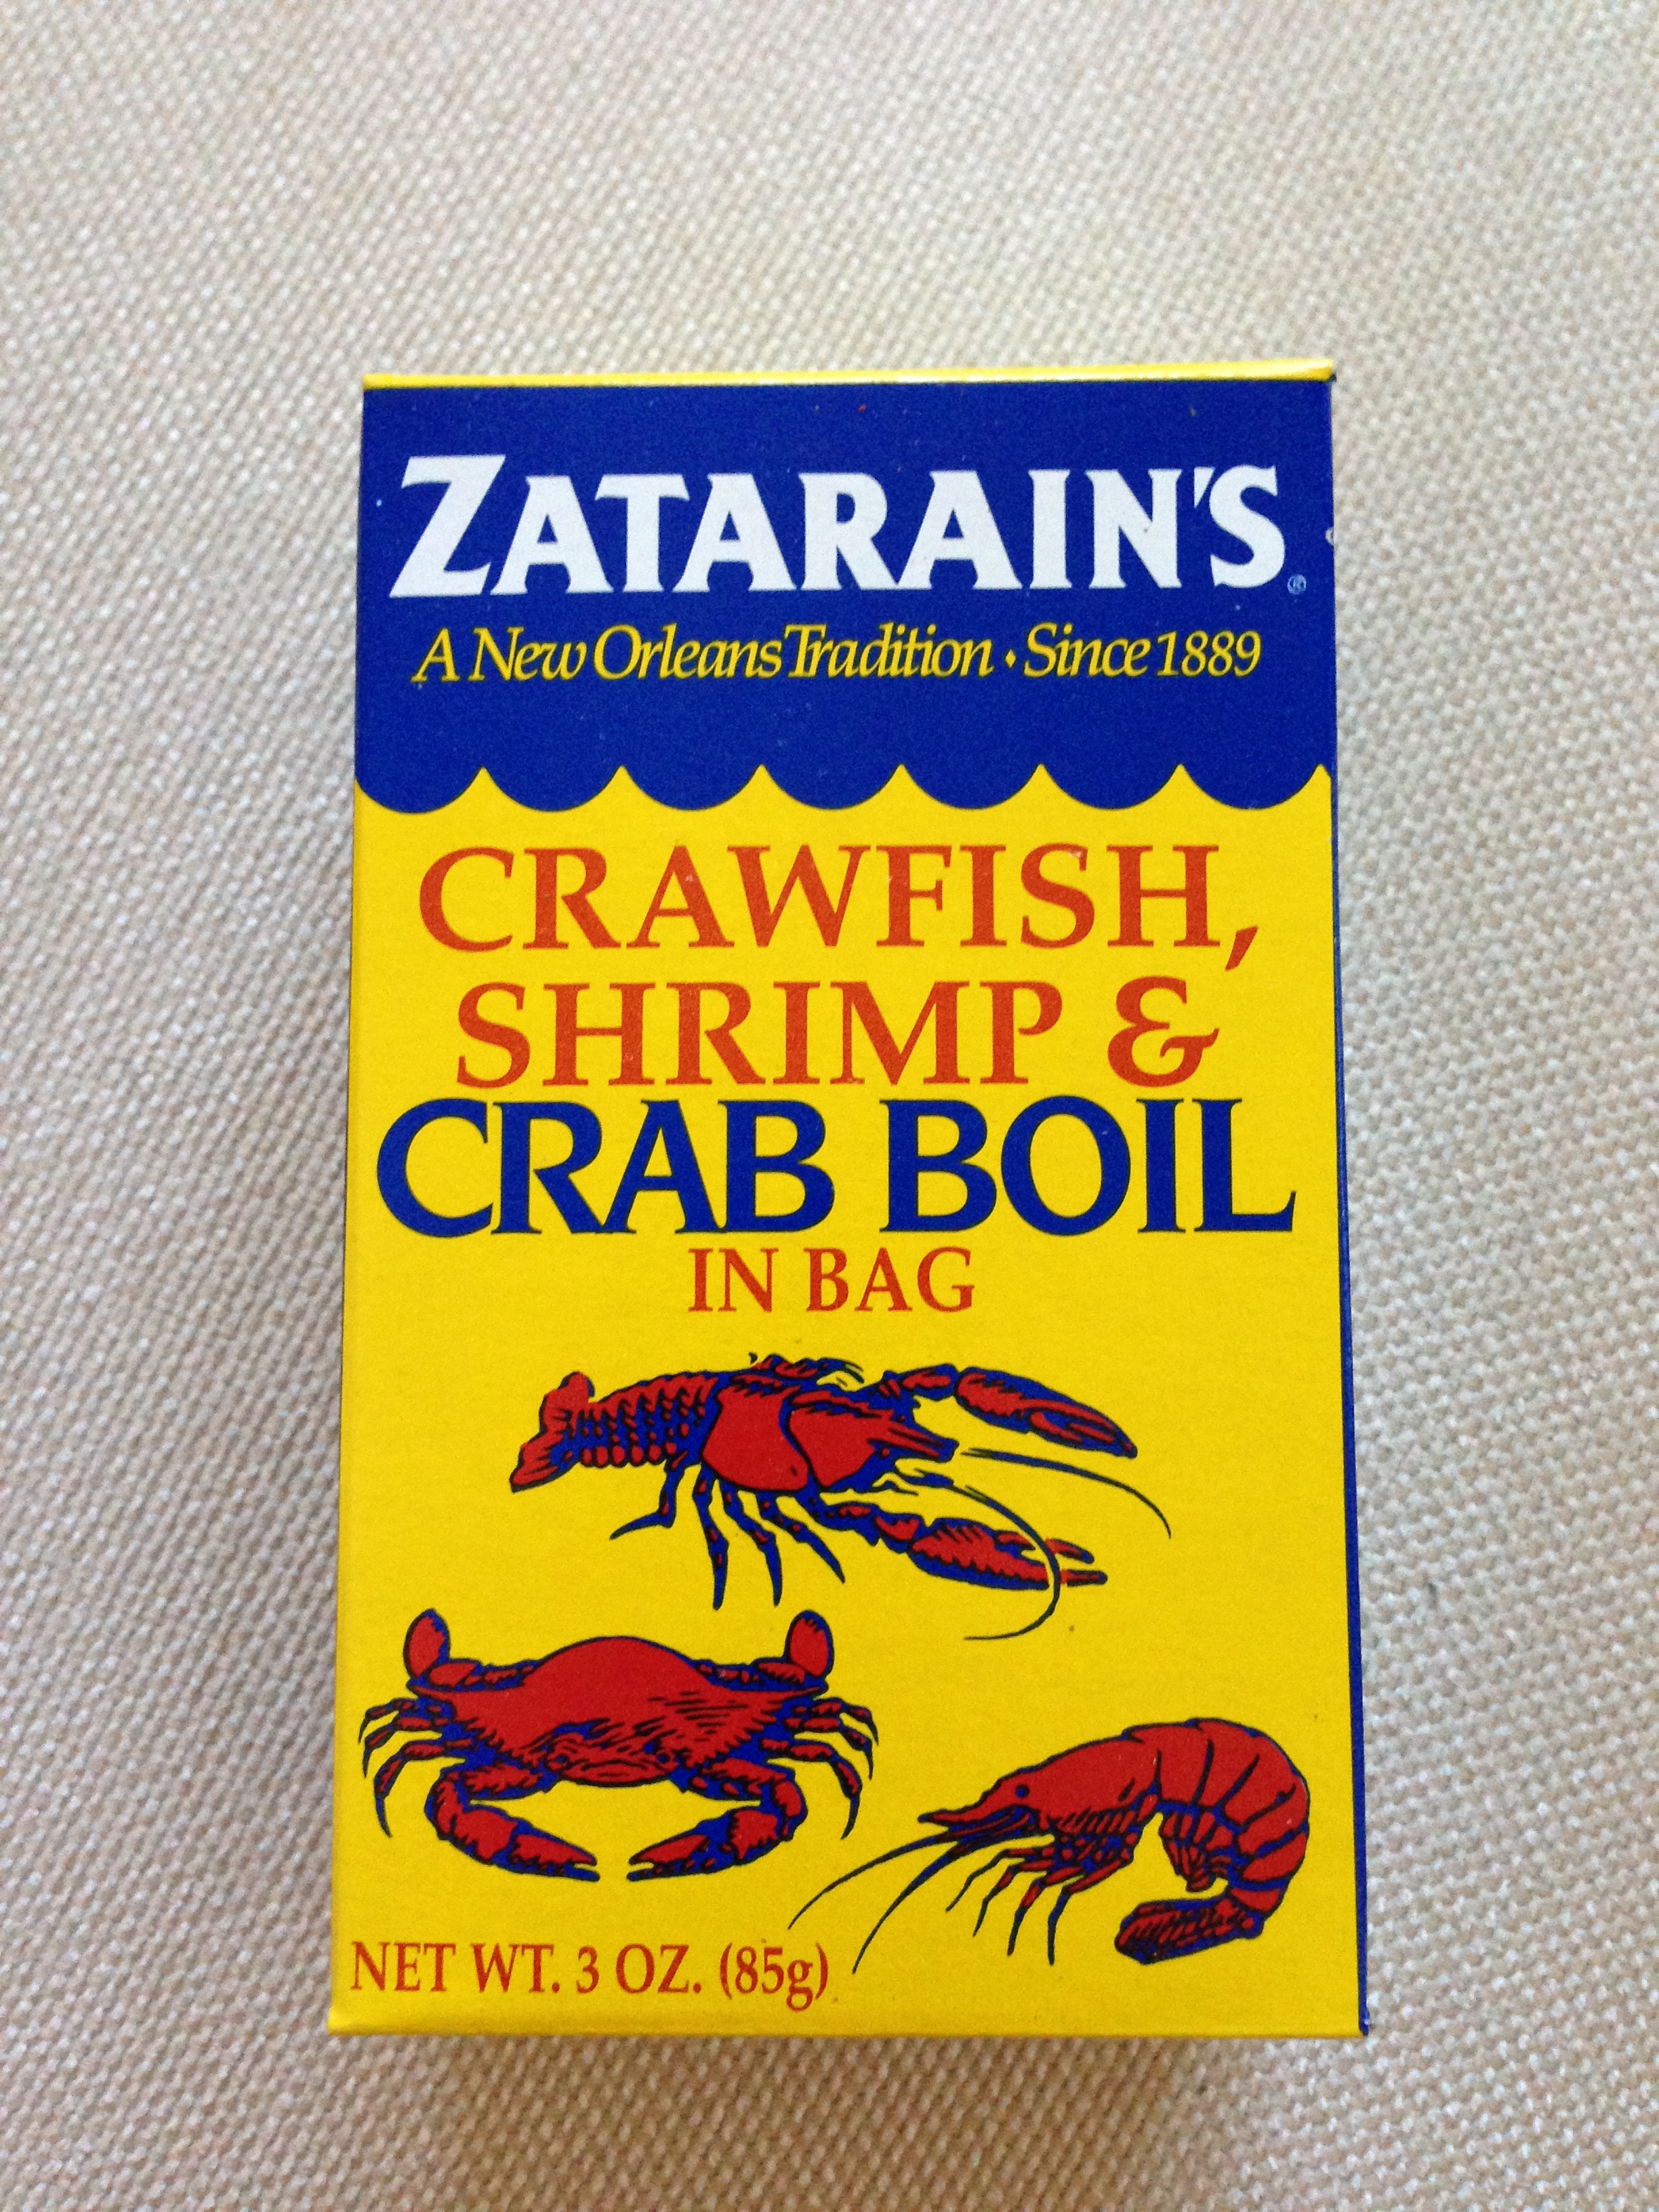 ZATARAIN'S®
A New Orleans Tradition • Since 1889
CRAWFISH,
SHRIMP &
CRAB BOIL
IN BAG
NET WT. 3 OZ. (85g)